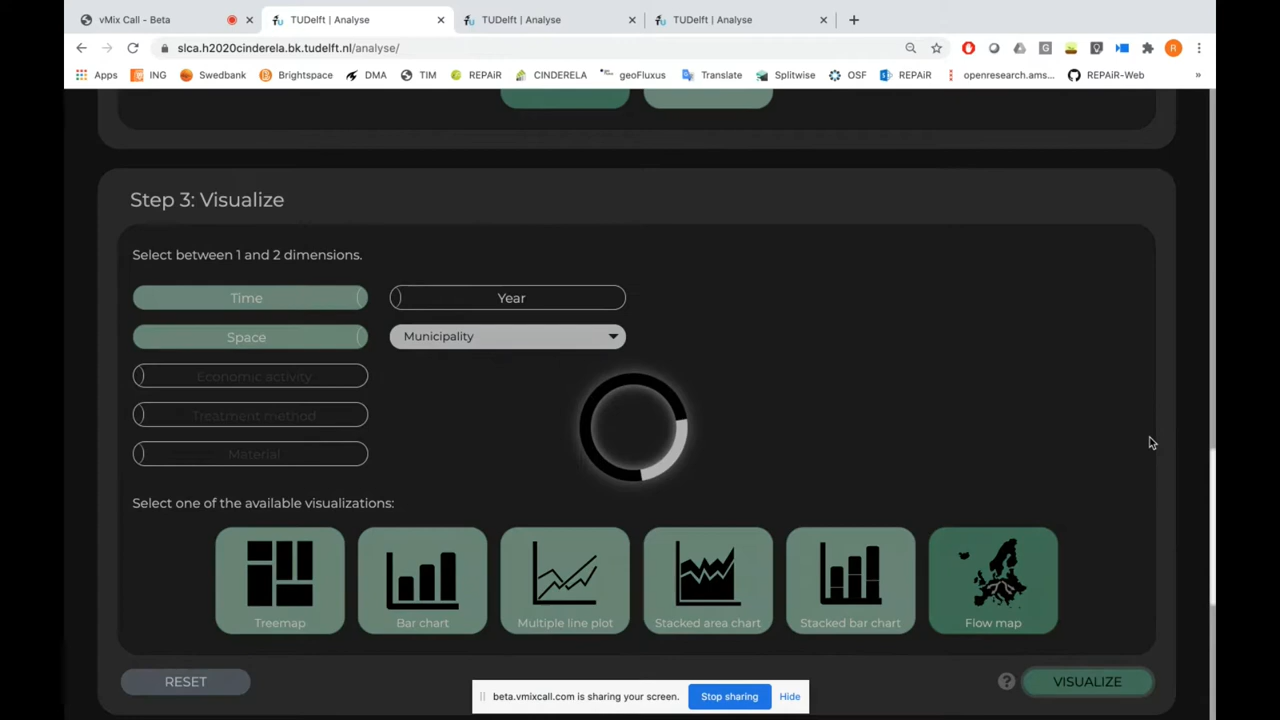 vMix Call - Beta
TUDelft | Analyse
TUDelft | Analyse
TUDelft | Analyse
slca.h2020cinderela.bk.tudelft.nl/analyse/
R
Apps
ING
Swedbank
Brightspace
DMA
TIM
REPAiR
CINDERELA
geoFluxus
Translate
Splitwise
OSF
REPAiR
openresearch.ams...
REPAiR-Web
»
Step 3: Visualize
Select between 1 and 2 dimensions.
Time
Year
Space
Municipality
Economic activity
Treatment method
Material
Select one of the available visualizations:
Treemap
Bar chart
Multiple line plot
Stacked area chart
Stacked bar chart
Flow map
RESET
?
VISUALIZE
beta.vmixcall.com is sharing your screen.
Stop sharing
Hide